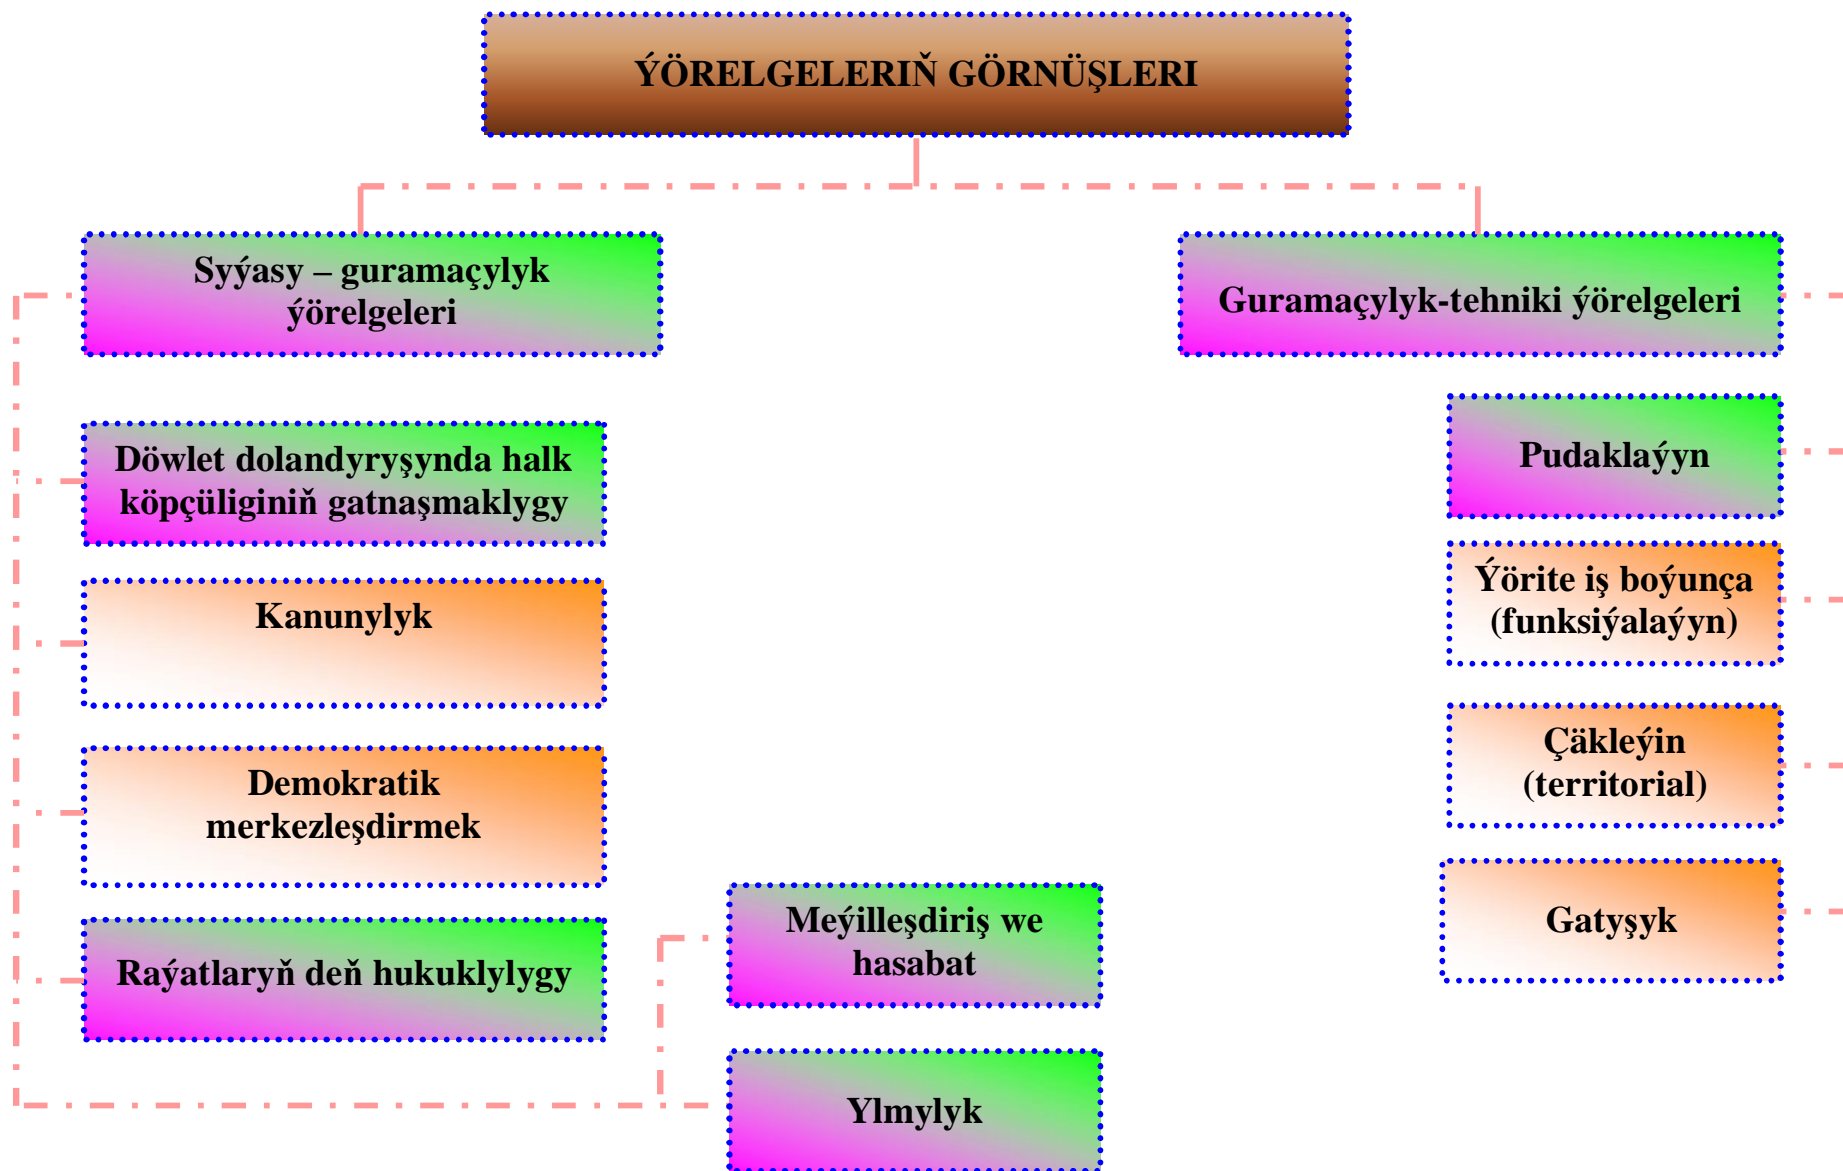 ÝÖRELGELERIŇ GÖRNÜŞLERI
Syýasy – guramaçylyk
ýörelgeleri
Guramaçylyk-tehniki ýörelgeleri
Döwlet dolandyryşynda halk
köpçüliginiň gatnaşmaklygy
Kanunylyk
Demokratik
merkezleşdirmek
Raýatlaryň deň hukuklylygy
Meýilleşdiriş we
hasabat
Ylmylyk
Pudaklaýyn
Ýörite iş boýunça
(funksiýalaýyn)
Çäkleýin
(territorial)
Gatyşyk